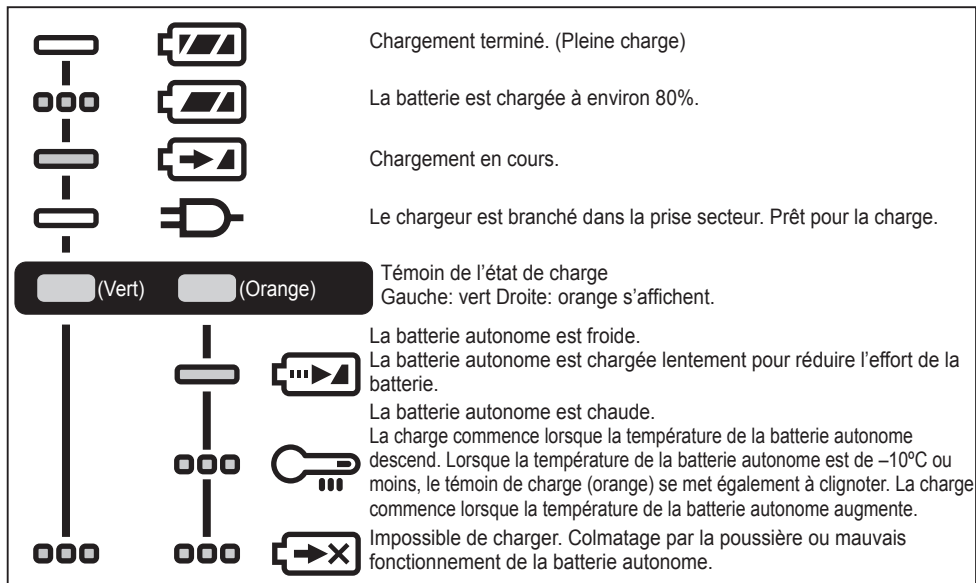 Chargement terminé. (Pleine charge)
La batterie est chargée à environ 80%.
Chargement en cours.
Le chargeur est branché dans la prise secteur. Prêt pour la charge.
(Vert) (Orange)
Témoin de l’état de charge
Gauche: vert Droite: orange s’affichent.
La batterie autonome est froide.
La batterie autonome est chargée lentement pour réduire l’effort de la
batterie.
La batterie autonome est chaude.
La charge commence lorsque la température de la batterie autonome
descend. Lorsque la température de la batterie autonome est de –10ºC ou
moins, le témoin de charge (orange) se met également à clignoter. La charge
commence lorsque la température de la batterie autonome augmente.
Impossible de charger. Colmatage par la poussière ou mauvais
fonctionnement de la batterie autonome.